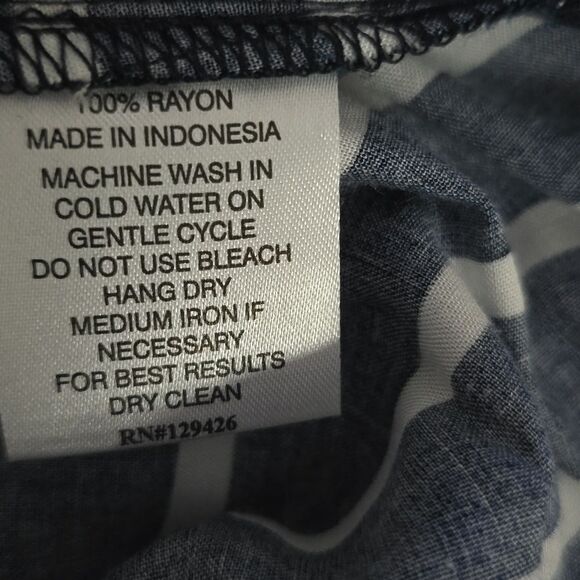 100% RAYON
MADE IN INDONESIA
MACHINE WASH IN
COLD WATER ON
GENTLE CYCLE
DO NOT USE BLEACH
HANG DRY
MEDIUM IRON IF
NECESSARY
FOR BEST RESULTS
DRY CLEAN
RN#129426